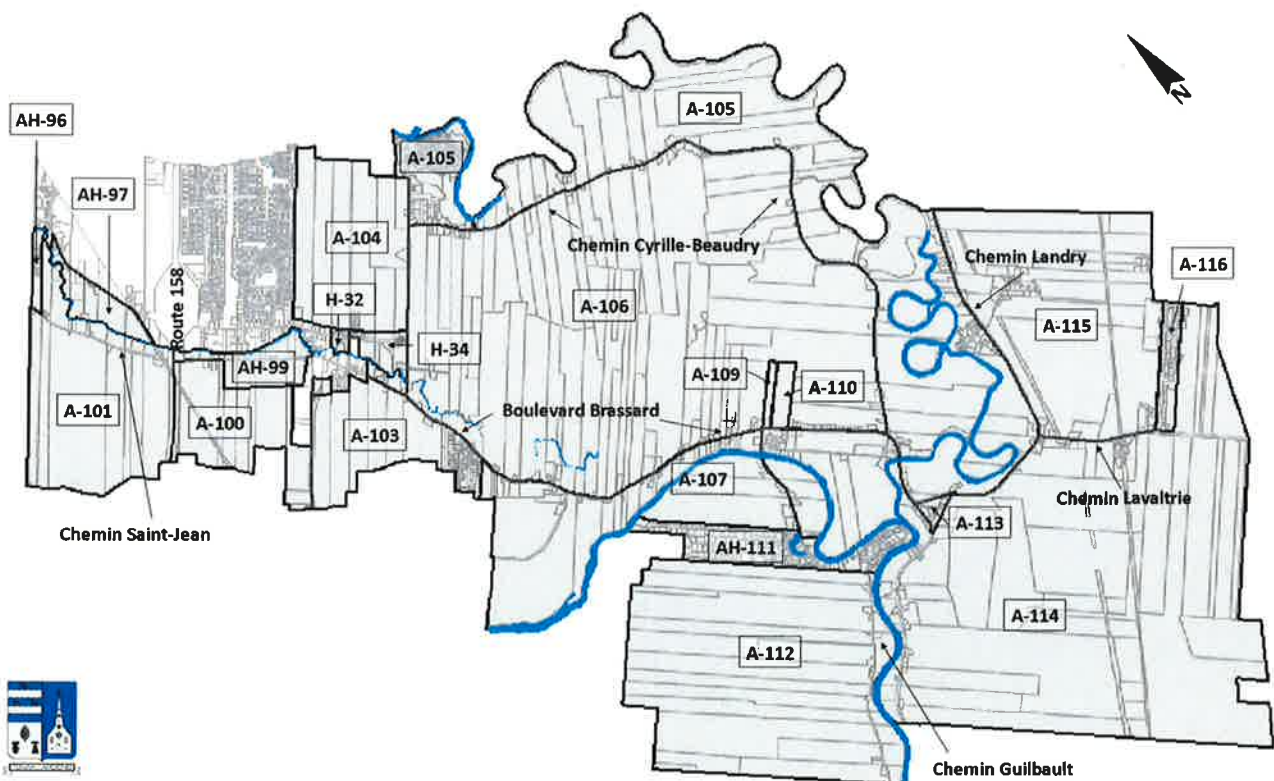 A-105
AH-96
A-105
AH-97
A-104
Chemin Cyrille-Beaudry
Chemin Landry
A-116
Route 158
H-32
A-106
A-115
H-34
AH-99
A-109
A-110
A-101
A-100
Boulevard Brassard
A-103
A-107
Chemin Lavaltrie
Chemin Saint-Jean
A-113
AH-111
A-114
A-112
Chemin Guilbault
N